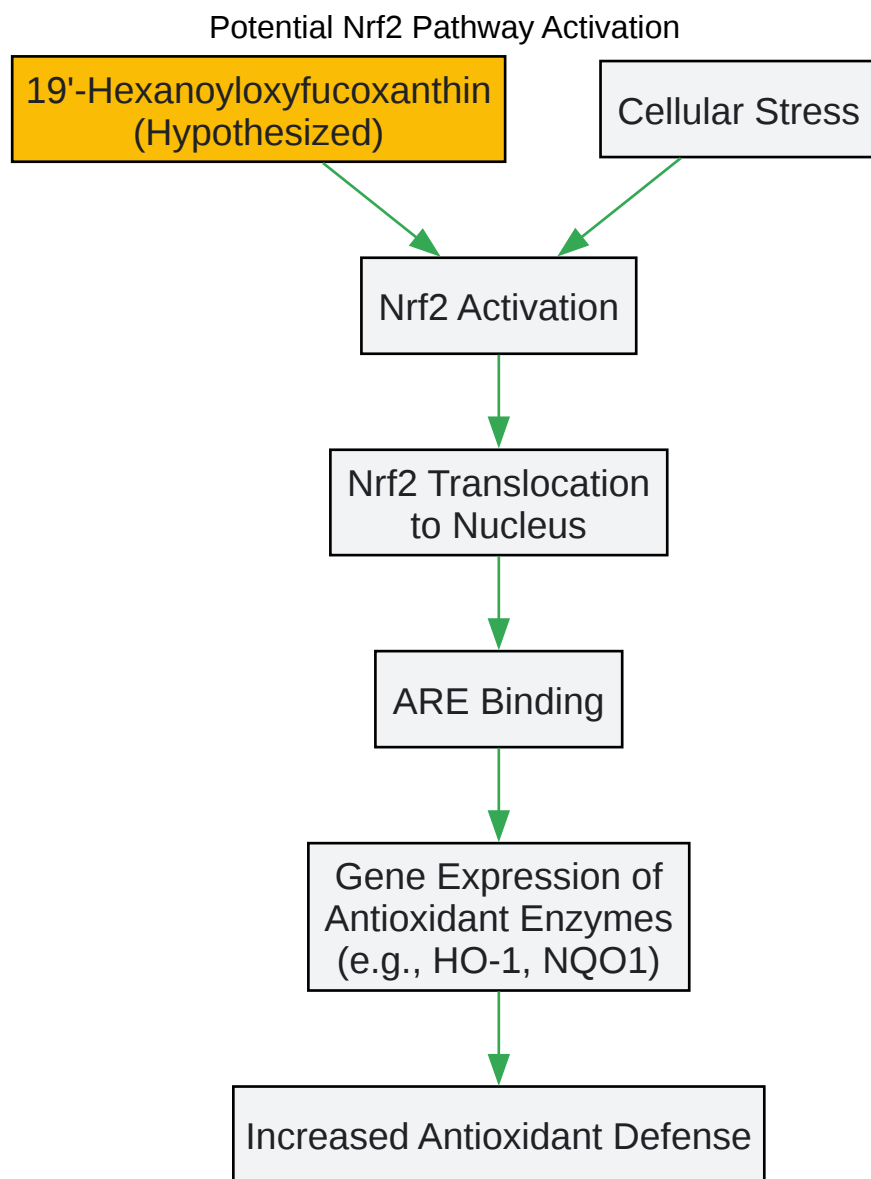 Potential Nrf2 Pathway Activation
19'-Hexanoyloxyfucoxanthin
(Hypothesized)
Cellular Stress
Nrf2 Activation
Nrf2 Translocation
to Nucleus
ARE Binding
Gene Expression of
Antioxidant Enzymes
(e.g., HO-1, NQO1)
Increased Antioxidant Defense